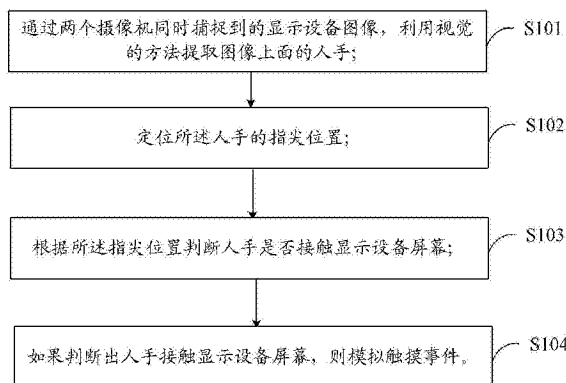 通过两个摄像机同时捕捉到的显示设备图像，利用视觉
的方法提取图像上面的人手；
S101
定位所述人手的指尖位置；
S102
根据所述指尖位置判断人手是否接触显示设备屏幕；
S103
如果判断出人手接触显示设备屏幕，则模拟触摸事件。
S104